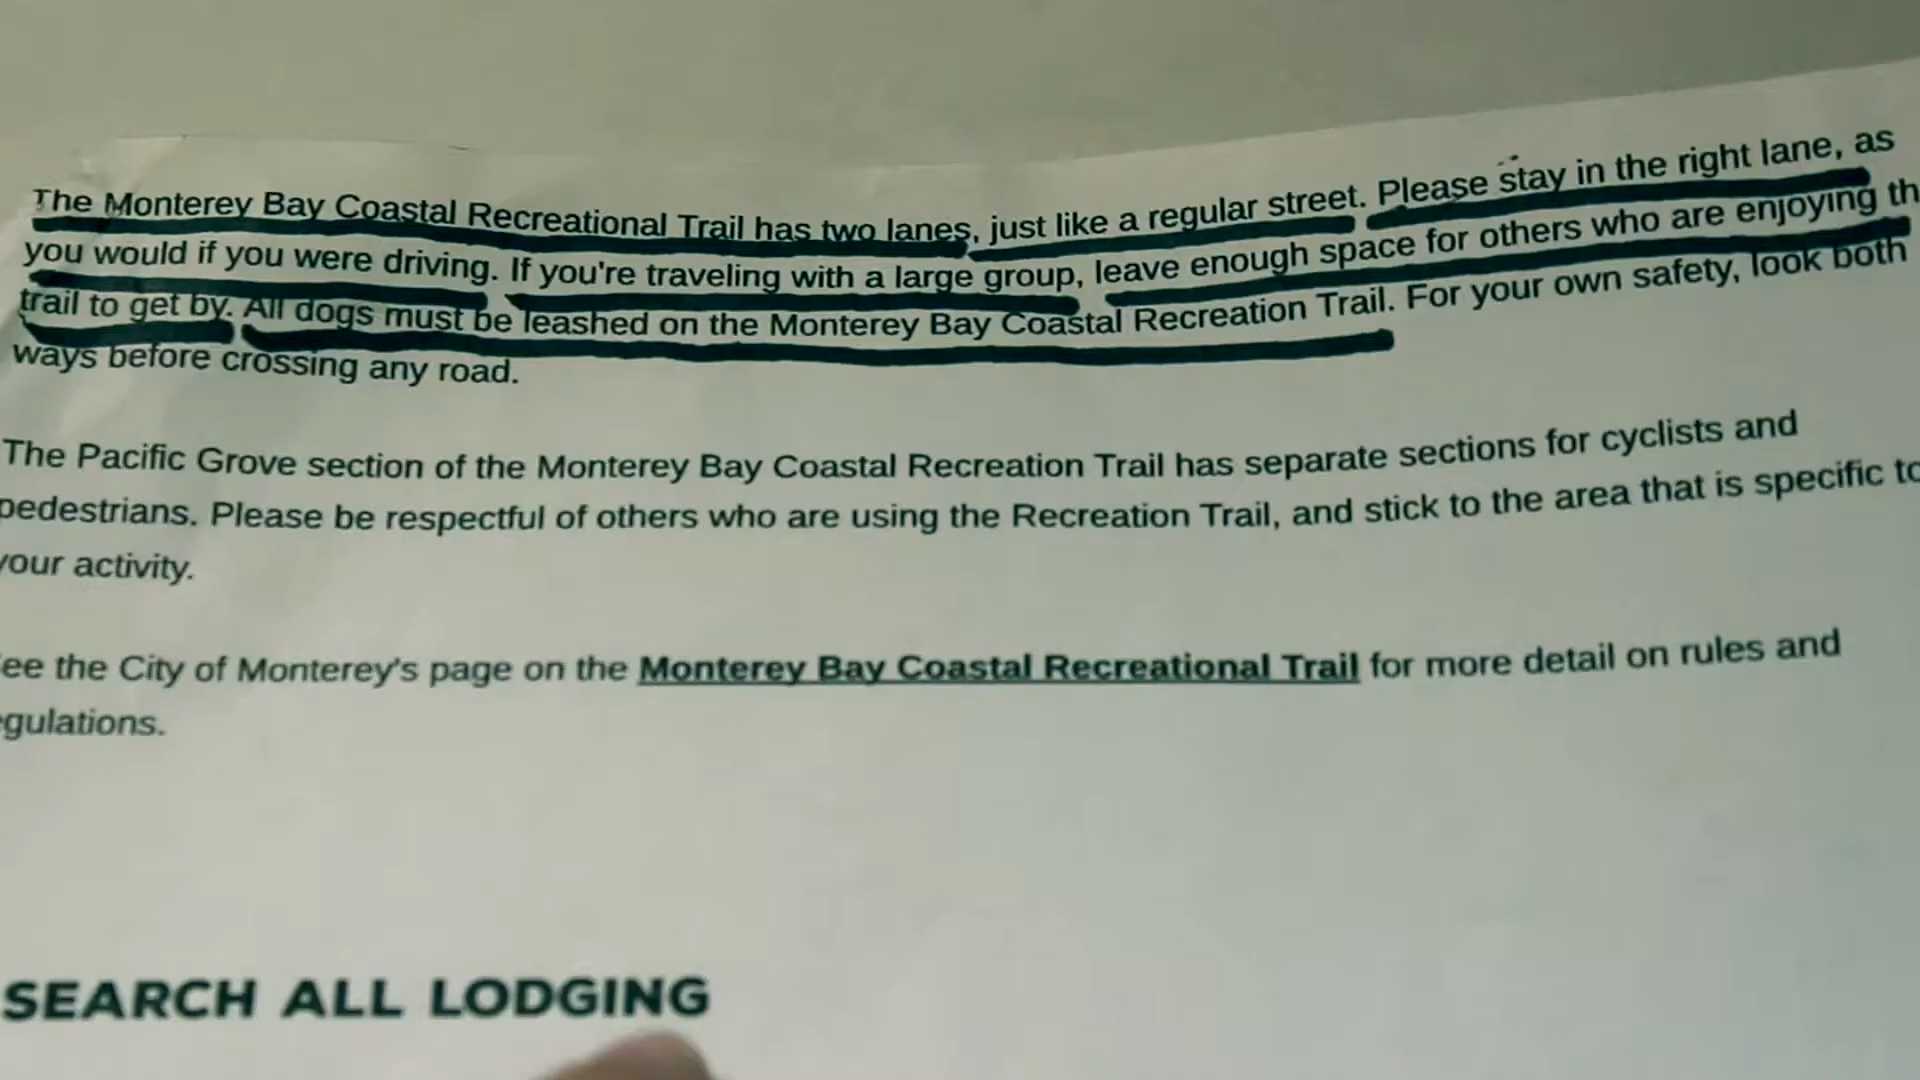 The Monterey Bay Coastal Recreational Trail has two lanes, just like a regular street. Please stay in the right lane, as
you would if you were driving. If you're traveling with a large group, leave enough space for others who are enjoying th
trail to get by. All dogs must be leashed on the Monterey Bay Coastal Recreation Trail. For your own safety, look both
ways before crossing any road.
The Pacific Grove section of the Monterey Bay Coastal Recreation Trail has separate sections for cyclists and
pedestrians. Please be respectful of others who are using the Recreation Trail, and stick to the area that is specific to
your activity.
ee the City of Monterey's page on the Monterey Bay Coastal Recreational Trail for more detail on rules and
gulations.
SEARCH ALL LODGING